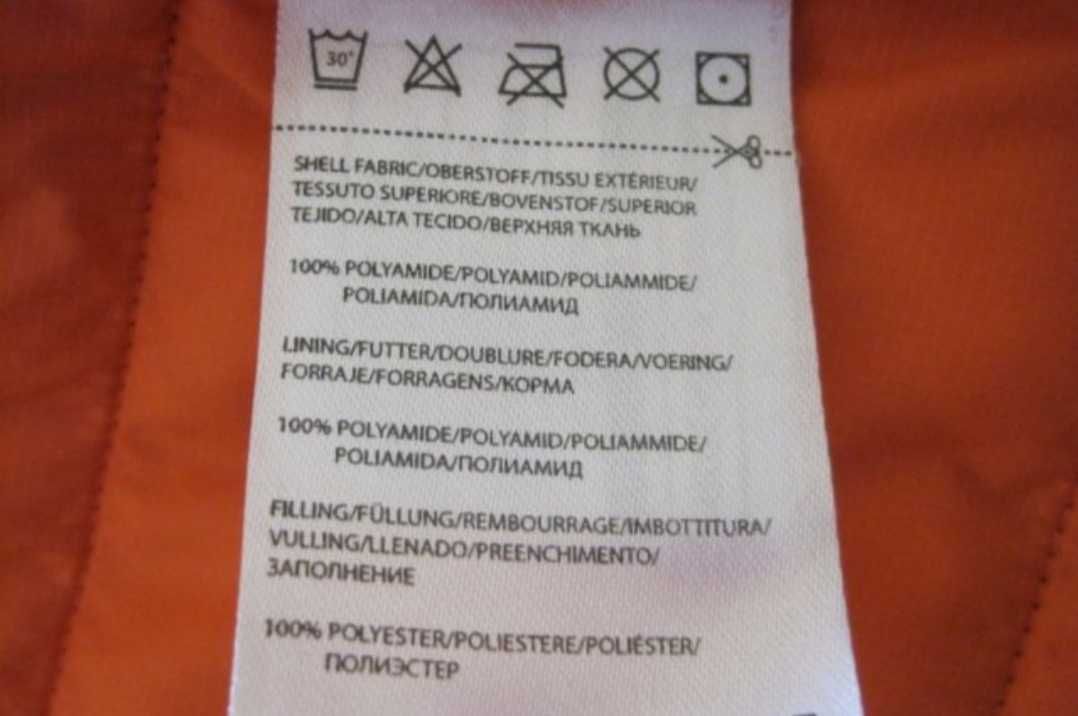 30°
SHELL FABRIC/OBERSTOFF/TISSU EXTÉRIEUR/
TESSUTO SUPERIORE/BOVENSTOF/SUPERIOR
TEJIDO/ALTA TECIDO/ВЕРХНЯЯ ТКАНЬ
100% POLYAMIDE/POLYAMID/POLIAMMIDE/
POLIAMIDA/ПОЛИАМИД
LINING/FUTTER/DOUBLURE/FODERA/VOERING/
FORRAJE/FORRAGENS/КОРМА
100% POLYAMIDE/POLYAMID/POLIAMMIDE/
POLIAMIDA/ПОЛИАМИД
FILLING/FÜLLUNG/REMBOURRAGE/IMBOTTITURA/
VULLING/LLENADO/PREENCHIMENTO/
ЗАПОЛНЕНИЕ
100% POLYESTER/POLIESTERE/POLIÉSTER/
ПОЛИЭСТЕР